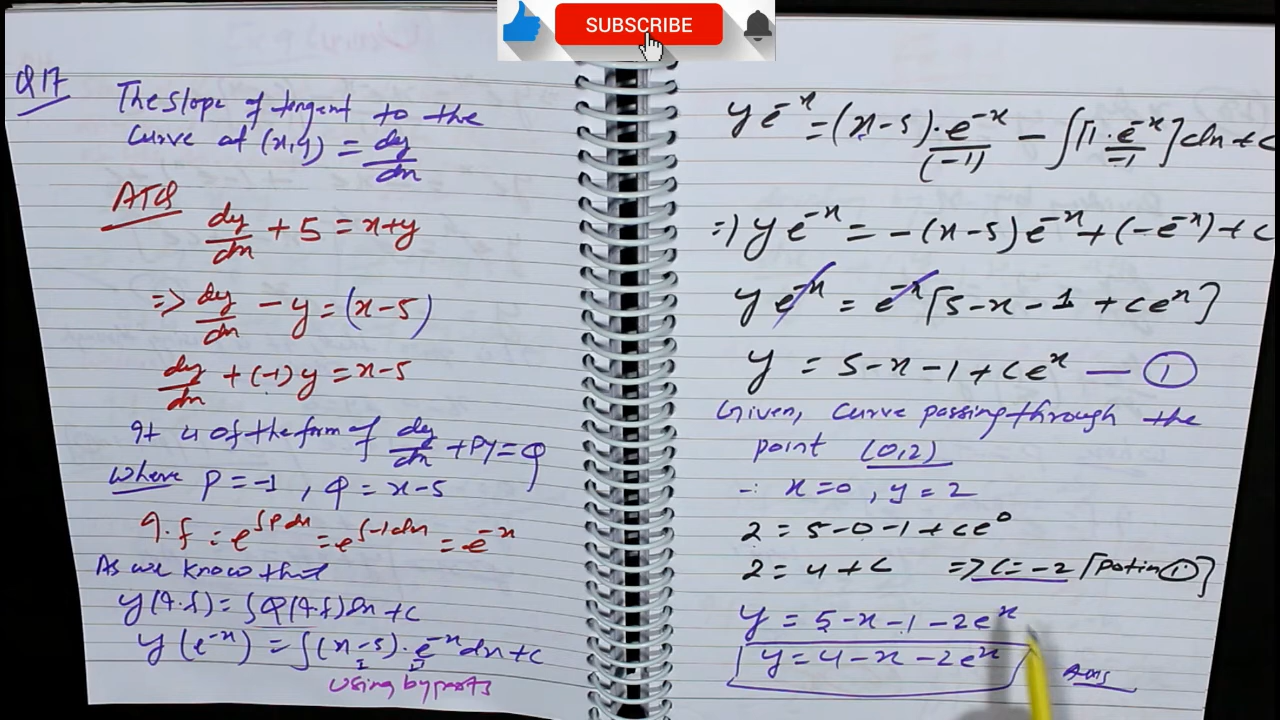 SUBSCRIBE
Q17 The slope of tangent to the
curve at (x,y) = dy/dx
ATQ
dy/dx + 5 = x+y
=> dy/dx - y = (x-5)
dy/dx + (-1)y = x-5
It is of the form of dy/dx + Py = Q
where P = -1, Q = x-5
I.f = e^∫P dx = e^∫-1dx = e^-x
As we know that
y(I.f) = ∫Q(I.f)dx + C
y(e^-x) = ∫(x-5).e^-x dx + C
I II
Using by parts
y e^-x = (x-5).e^-x/(-1) - ∫[1.e^-x/-1]dx + C
=> y e^-x = -(x-5)e^-x + (-e^-x) + C
y e^-x = e^-x [5-x-1 + Ce^x]
y = 5-x-1 + Ce^x — ①
Given, curve passing through the
point (0,2)
∴ x=0, y=2
2 = 5-0-1 + Ce^0
2 = 4+C => C = -2 [put in ①]
y = 5-x-1-2e^x
y = 4-x-2e^x Ans